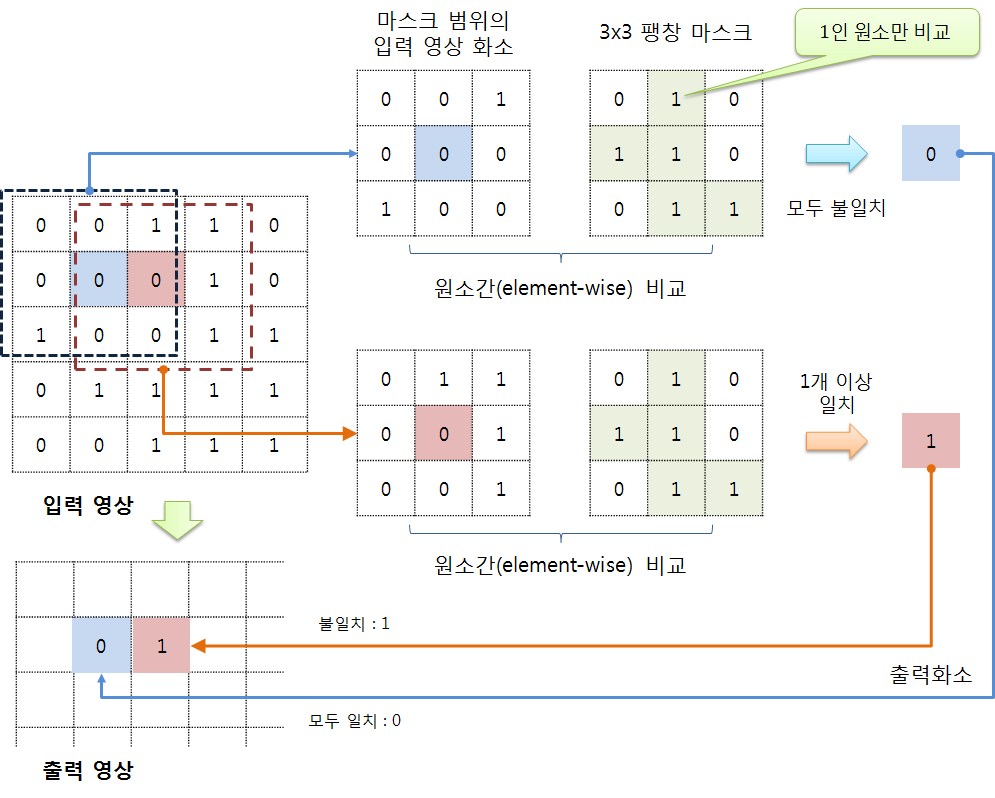 마스크 범위의
입력 영상 화소
3x3 팽창 마스크
1인 원소만 비교
0 0 1
0 0 0
1 0 0
0 1 0
1 1 0
0 1 1
0
모두 불일치
원소간(element-wise) 비교
0 0 1 1 0
0 0 0 1 0
1 0 0 1 1
0 1 1 1 1
0 0 1 1 1
입력 영상
0 1 1
0 0 1
0 0 1
0 1 0
1 1 0
0 1 1
1개 이상
일치
1
원소간(element-wise) 비교
0 1
불일치 : 1
출력화소
모두 일치 : 0
출력 영상